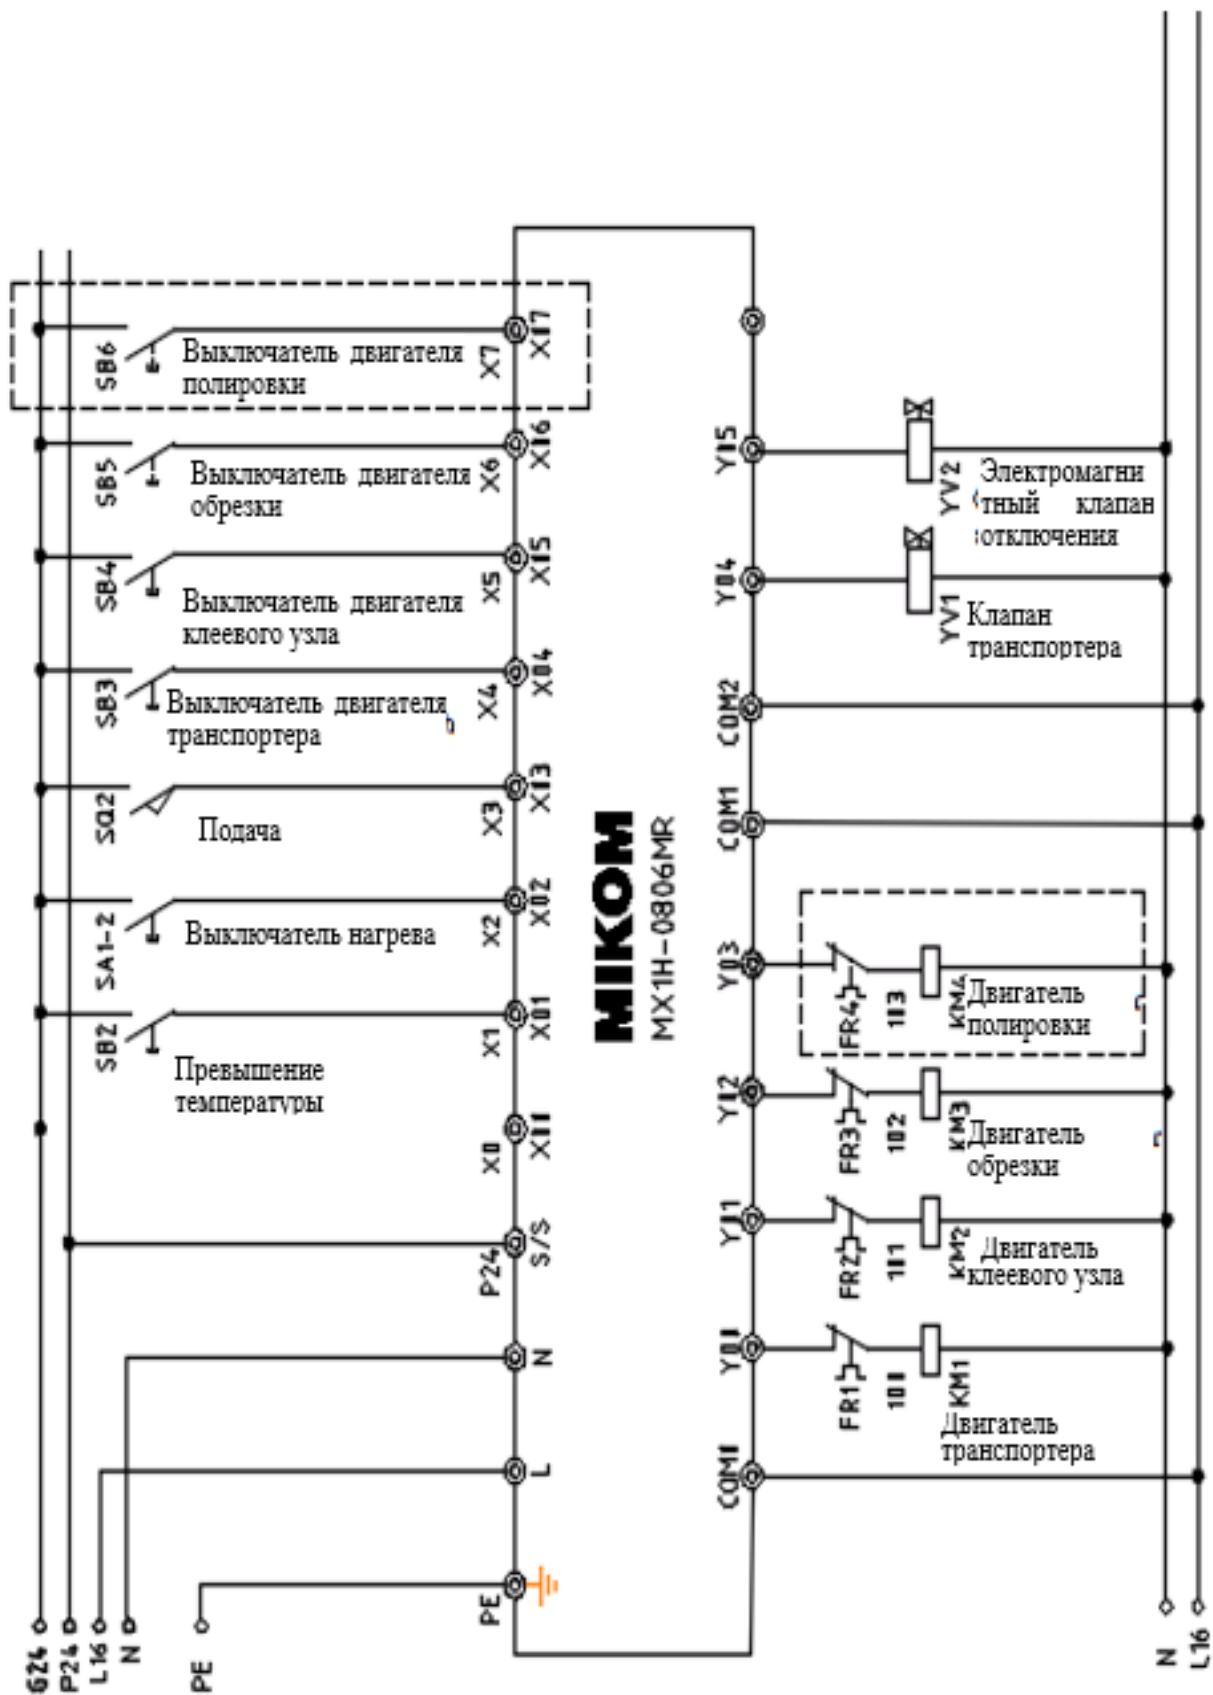 SB6
Выключатель двигателя
полировки
X7
SB5
Выключатель двигателя
обрезки
X6
SB4
Выключатель двигателя
клеевого узла
X5
X15
SB3
Выключатель двигателя
транспортера
X4
X04
SQ2
Подача
X3
X13
SA1-2
Выключатель нагрева
X2
X02
SB2
Превышение
температуры
X1
X01
X0
P24
S/S
N
L
PE
G24
P24
L16
N
PE
MIKOM
MX1H-0806MR
Y15
YV2
Электромагни
тный клапан
отключения
Y04
YV1
Клапан
транспортера
COM2
COM1
Y03
FR4
103
KM4
Двигатель
полировки
Y12
FR3
102
KM3
Двигатель
обрезки
FR2
101
KM2
Двигатель
клеевого узла
FR1
KM1
Двигатель
транспортера
N
L16